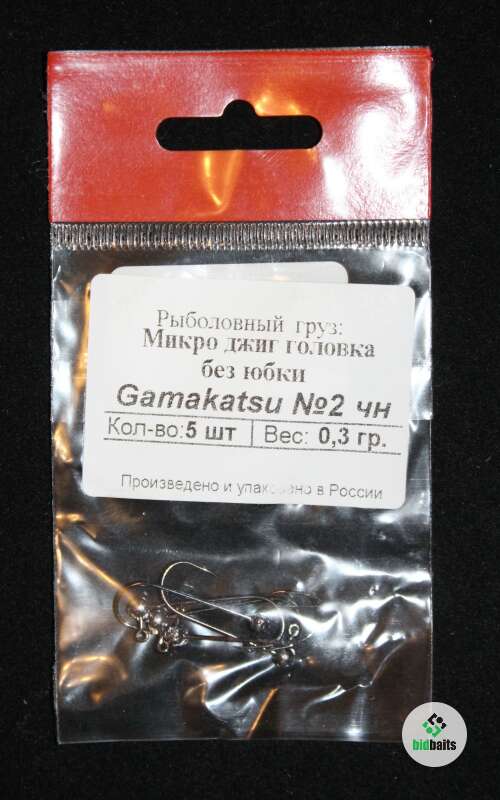 Рыболовный груз:
Микро джиг головка
без юбки
Gamakatsu №2 чн
Кол-во: 5 шт Вес: 0,3 гр.
Произведено и упаковано в России
bidbaits